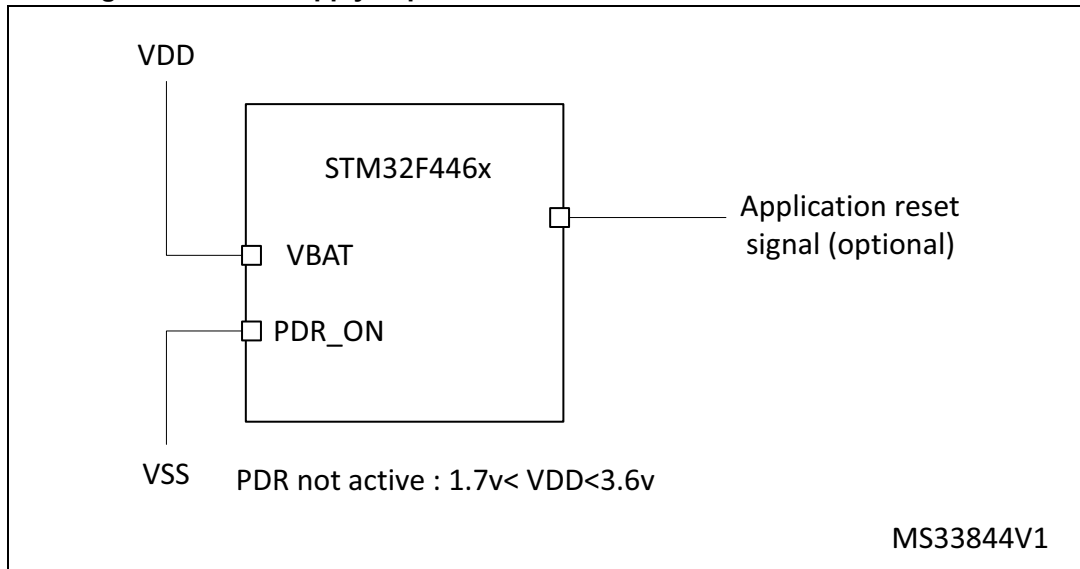 VDD
STM32F446x
Application reset
signal (optional)
VBAT
PDR_ON
VSS
PDR not active : 1.7v< VDD<3.6v
MS33844V1